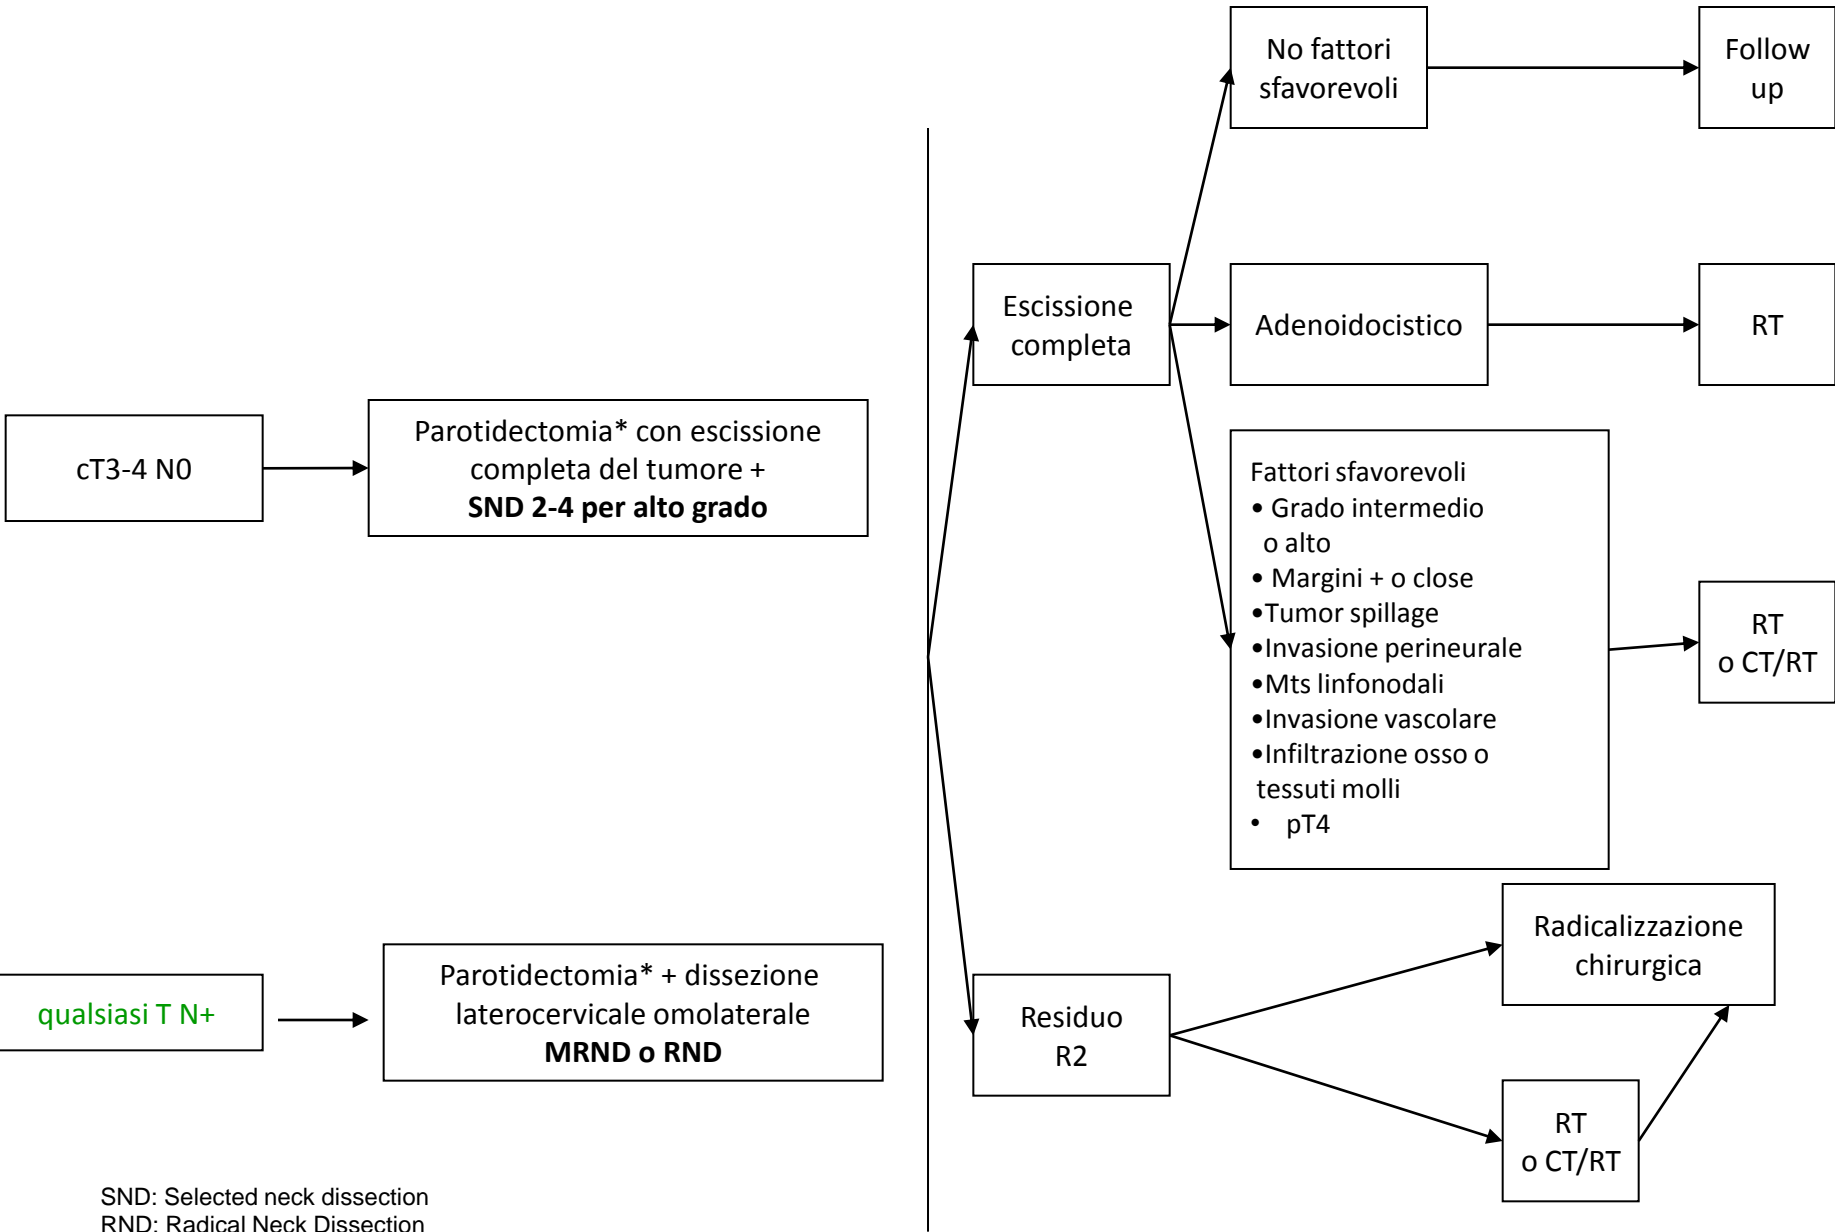 No fattori
sfavorevoli
Follow
up
Escissione
completa
Adenoidocistico
RT
cT3-4 N0
Parotidectomia* con escissione
completa del tumore +
SND 2-4 per alto grado
Fattori sfavorevoli
• Grado intermedio
o alto
• Margini + o close
•Tumor spillage
•Invasione perineurale
•Mts linfonodali
•Invasione vascolare
•Infiltrazione osso o
tessuti molli
• pT4
RT
o CT/RT
qualsiasi T N+
Parotidectomia* + dissezione
laterocervicale omolaterale
MRND o RND
Residuo
R2
Radicalizzazione
chirurgica
RT
o CT/RT
SND: Selected neck dissection
RND: Radical Neck Dissection